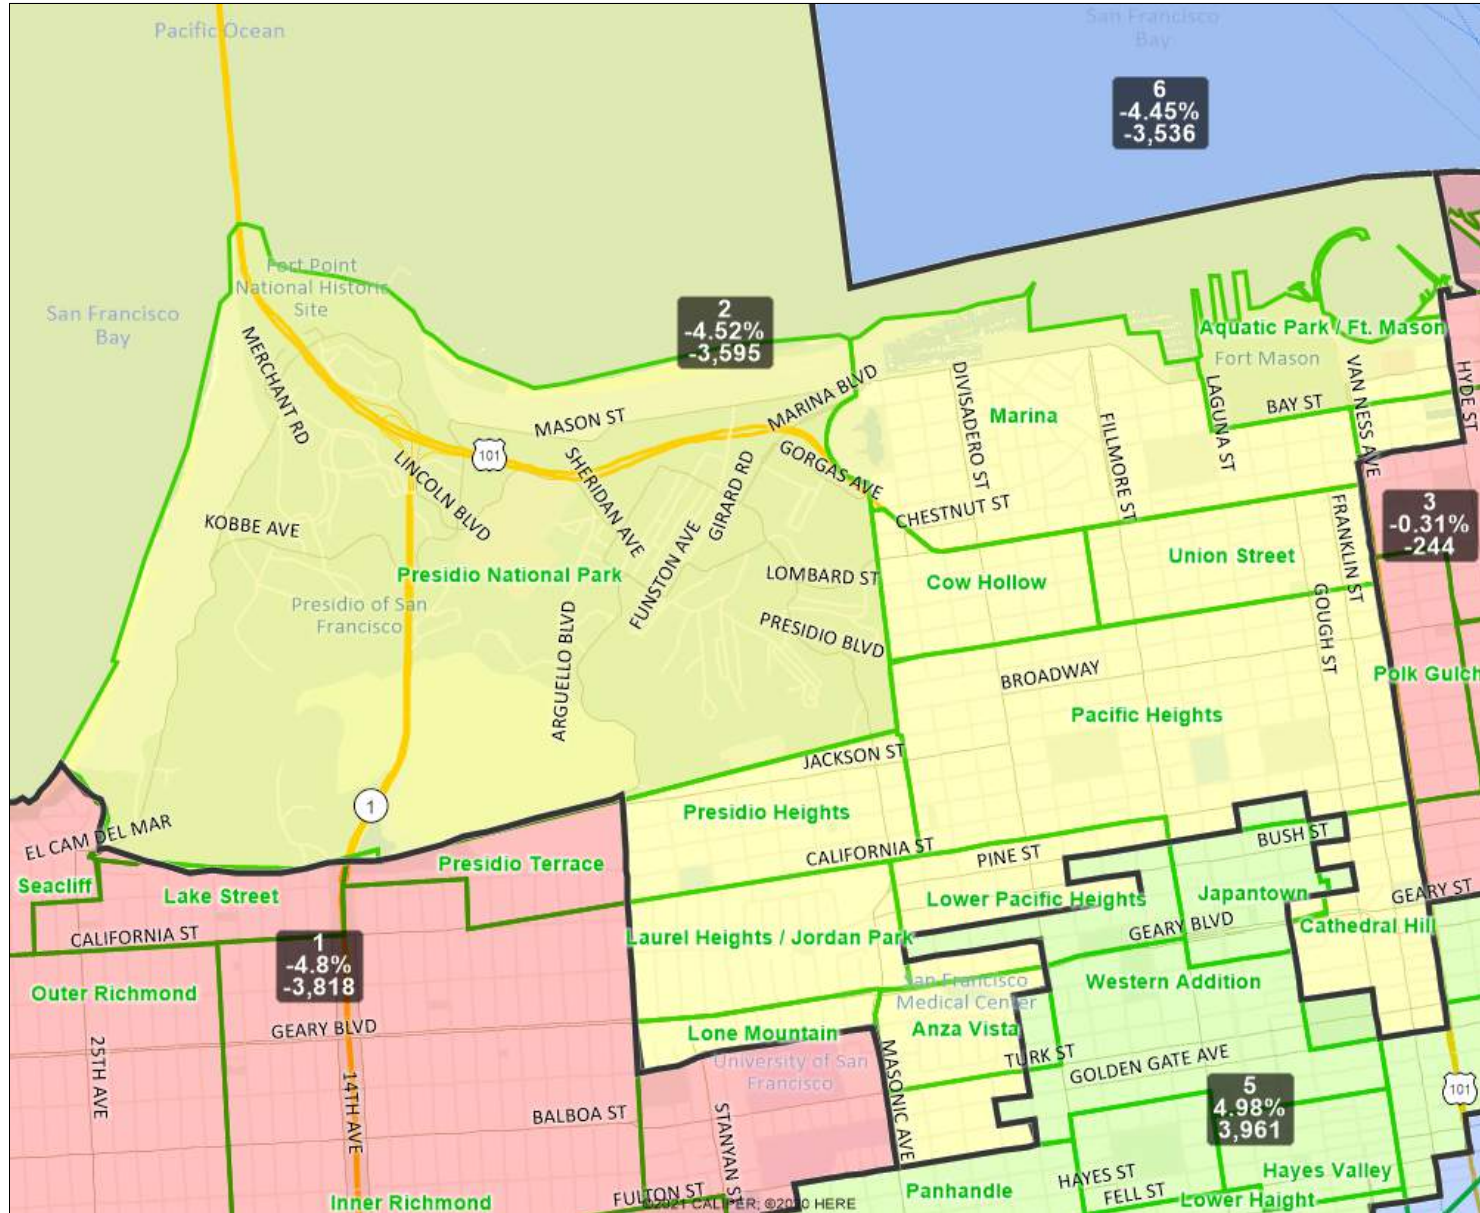 Pacific Ocean
San Francisco
Bay
6
-4.45%
-3,536
Fort Point
National Historic
Site
San Francisco
Bay
2
-4.52%
-3,595
Aquatic Park / Ft. Mason
Fort Mason
MERCHANT RD
MASON ST
MARINA BLVD
DIVISADERO ST
Marina
FILLMORE ST
LAGUNA ST
BAY ST
VAN NESS AVE
HYDE ST
101
LINCOLN BLVD
SHERIDAN AVE
GIRARD RD
GORGAS AVE
CHESTNUT ST
FRANKLIN ST
3
-0.31%
-244
KOBBE AVE
FUNSTON AVE
Presidio National Park
LOMBARD ST
Cow Hollow
Union Street
Presidio of San
Francisco
ARGUELLO BLVD
PRESIDIO BLVD
GOUGH ST
BROADWAY
Polk Gulch
Pacific Heights
JACKSON ST
1
Presidio Heights
EL CAM DEL MAR
CALIFORNIA ST
PINE ST
BUSH ST
Presidio Terrace
Seacliff
Lake Street
Lower Pacific Heights
Japantown
GEARY ST
CALIFORNIA ST
Laurel Heights / Jordan Park
GEARY BLVD
Cathedral Hill
1
-4.8%
-3,818
Outer Richmond
San Francisco
Medical Center
Western Addition
GEARY BLVD
Lone Mountain
Anza Vista
25TH AVE
14TH AVE
University of San
Francisco
MASONIC AVE
TURK ST
GOLDEN GATE AVE
5
4.98%
3,961
101
BALBOA ST
STANYAN ST
HAYES ST
Hayes Valley
Inner Richmond
FULTON ST
Panhandle
FELL ST
Lower Haight
©2021 CALIPER; ©2020 HERE